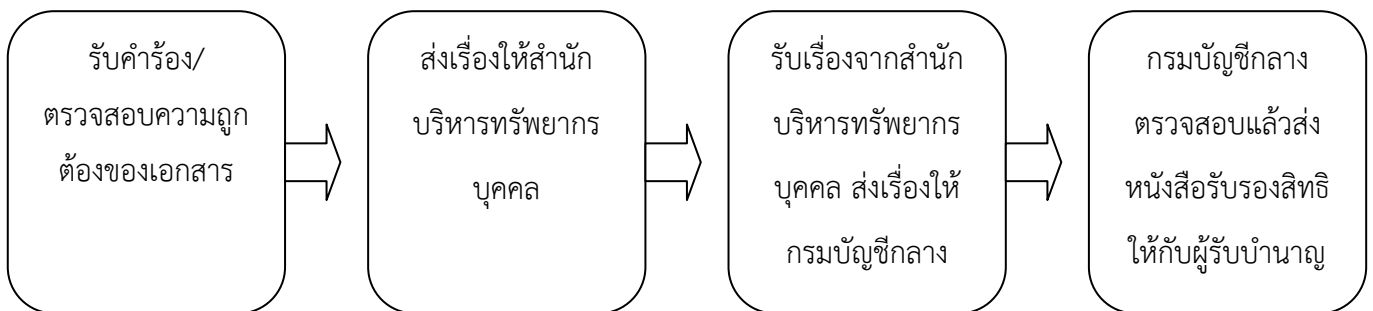 รับคำร้อง/
ตรวจสอบความถูก
ต้องของเอกสาร
ส่งเรื่องให้สำนัก
บริหารทรัพยากร
บุคคล
รับเรื่องจากสำนัก
บริหารทรัพยากร
บุคคล ส่งเรื่องให้
กรมบัญชีกลาง
กรมบัญชีกลาง
ตรวจสอบแล้วส่ง
หนังสือรับรองสิทธิ
ให้กับผู้รับบำนาญ